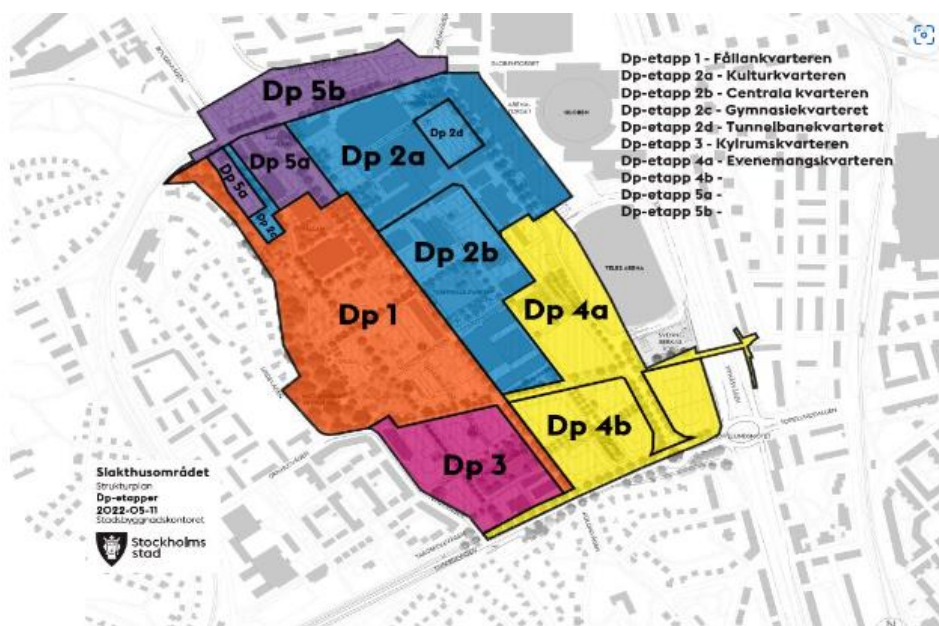 Dp-etapp 1 - Fållankvarteren
Dp-etapp 2a - Kulturkvarteren
Dp-etapp 2b - Centrala kvarteren
Dp-etapp 2c - Gymnasiekvarteret
Dp-etapp 2d - Tunnelbanekvarteret
Dp-etapp 3 - Kylrumskvarteren
Dp-etapp 4a - Evenemangskvarteren
Dp-etapp 4b -
Dp-etapp 5a -
Dp-etapp 5b -
Dp 5b
Dp 2d
Dp 2a
Dp 5a
Dp 5a
Dp 2c
Dp 2b
Dp 1
Dp 4a
TELE2 ARENA
Dp 4b
Dp 3
Slakthusområdet
Strukturplan
Dp-etapper
2022-05-11
Stadsbyggnadskontoret
Stockholms
stad